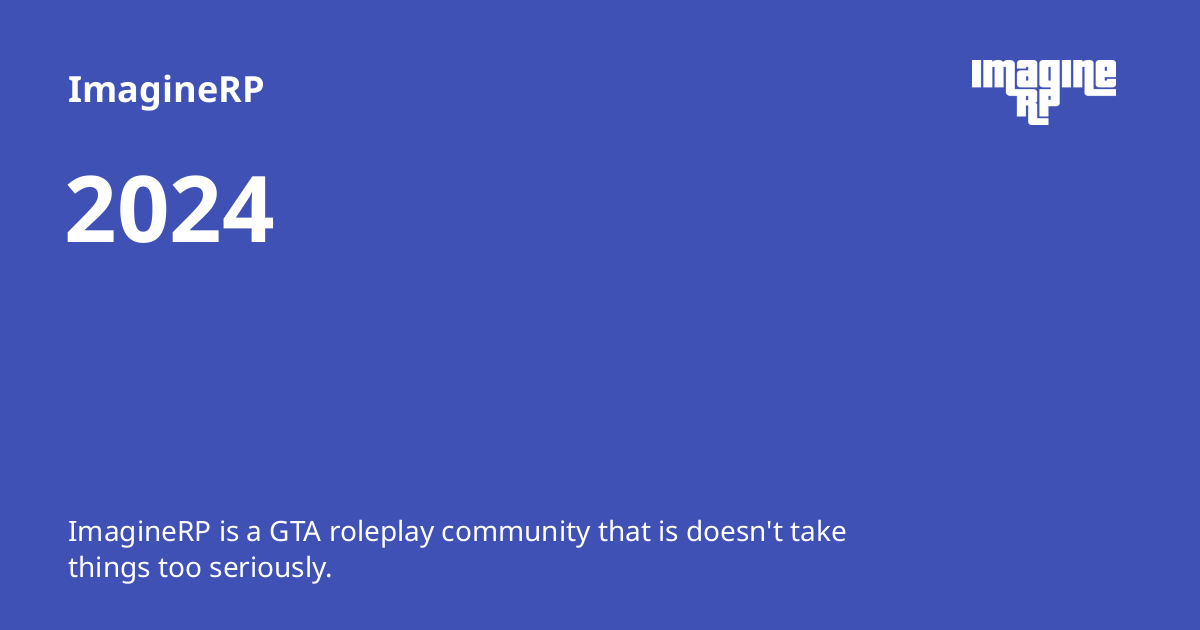 ImagineRP
Imagine
RP
2024
ImagineRP is a GTA roleplay community that is doesn't take
things too seriously.